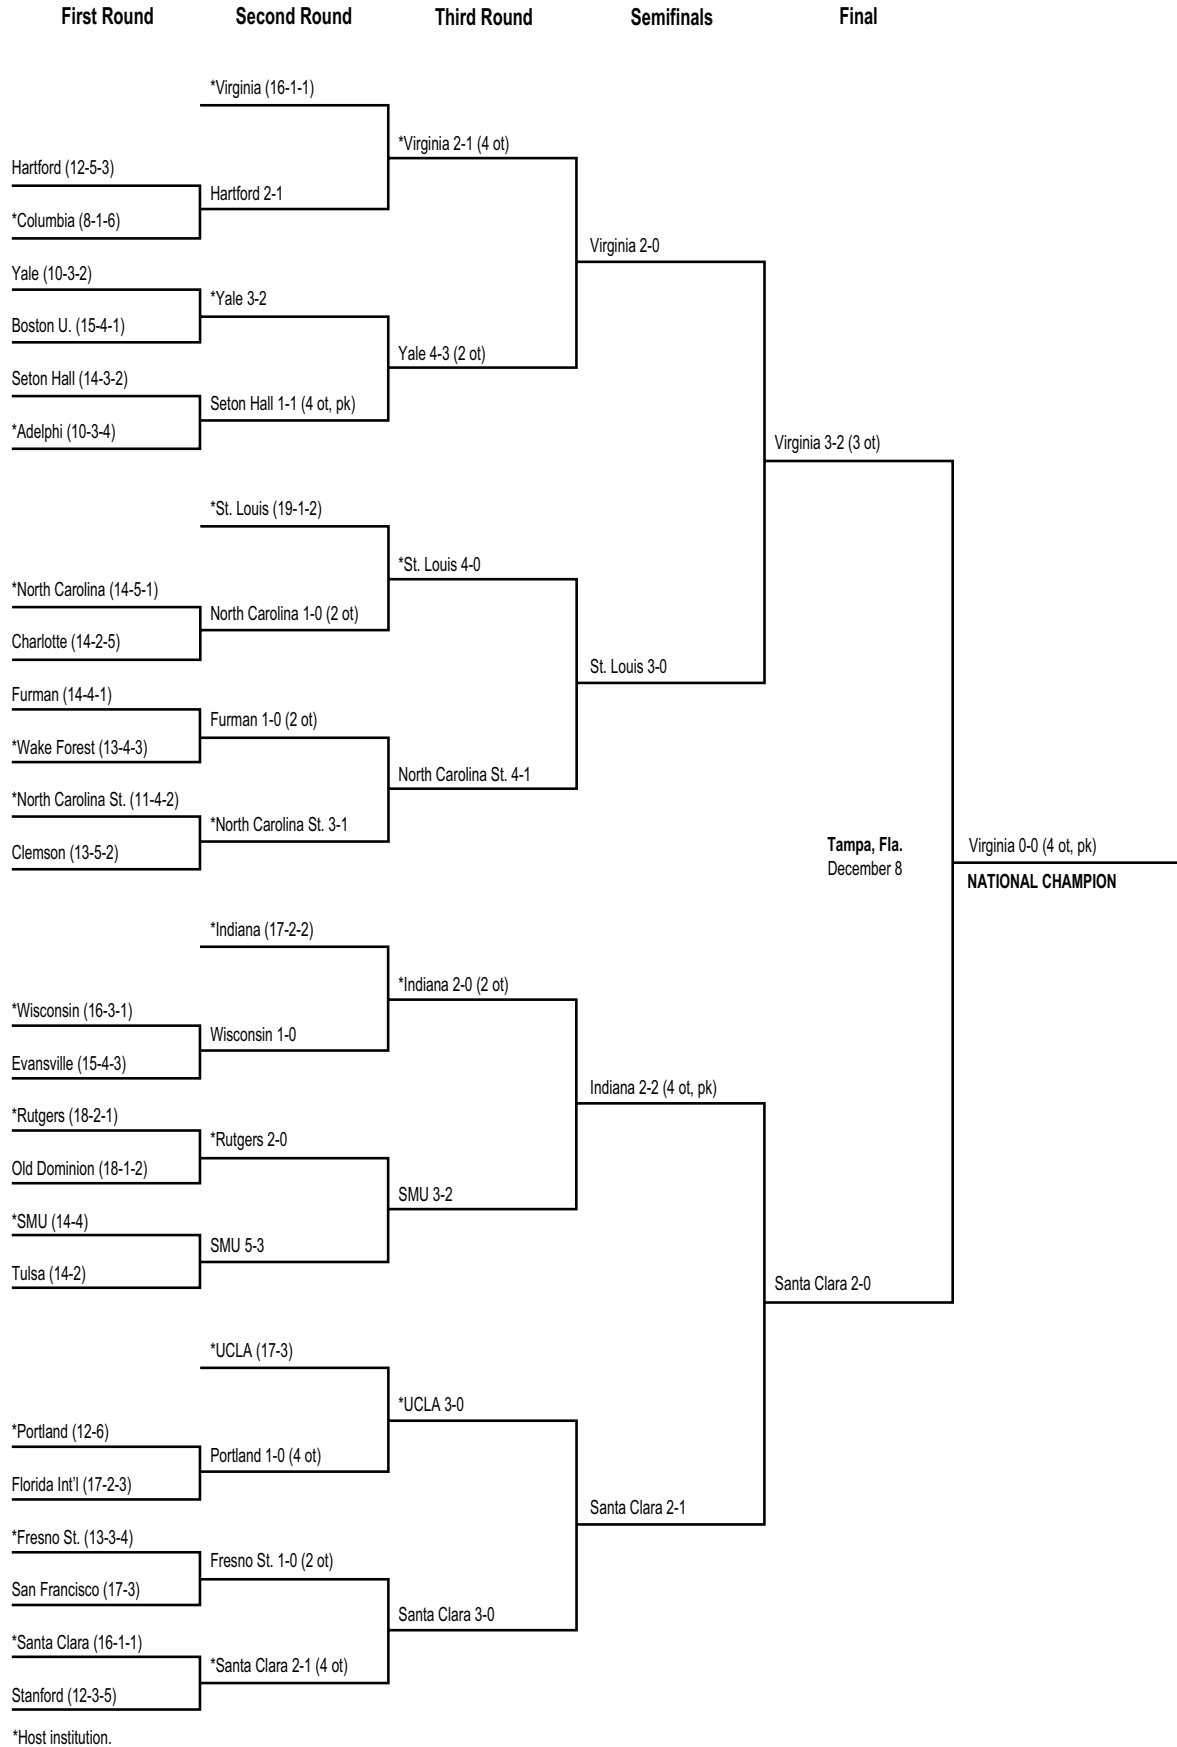 First Round
Second Round
Third Round
Semifinals
Final
*Virginia (16-1-1)
*Virginia 2-1 (4 ot)
Hartford (12-5-3)
Hartford 2-1
*Columbia (8-1-6)
Virginia 2-0
Yale (10-3-2)
*Yale 3-2
Boston U. (15-4-1)
Yale 4-3 (2 ot)
Seton Hall (14-3-2)
Seton Hall 1-1 (4 ot, pk)
*Adelphi (10-3-4)
Virginia 3-2 (3 ot)
*St. Louis (19-1-2)
*St. Louis 4-0
*North Carolina (14-5-1)
North Carolina 1-0 (2 ot)
Charlotte (14-2-5)
St. Louis 3-0
Furman (14-4-1)
Furman 1-0 (2 ot)
*Wake Forest (13-4-3)
North Carolina St. 4-1
*North Carolina St. (11-4-2)
*North Carolina St. 3-1
Clemson (13-5-2)
Tampa, Fla.
December 8
Virginia 0-0 (4 ot, pk)
NATIONAL CHAMPION
*Indiana (17-2-2)
*Indiana 2-0 (2 ot)
*Wisconsin (16-3-1)
Wisconsin 1-0
Evansville (15-4-3)
Indiana 2-2 (4 ot, pk)
*Rutgers (18-2-1)
*Rutgers 2-0
Old Dominion (18-1-2)
SMU 3-2
*SMU (14-4)
SMU 5-3
Tulsa (14-2)
Santa Clara 2-0
*UCLA (17-3)
*UCLA 3-0
*Portland (12-6)
Portland 1-0 (4 ot)
Florida Int'l (17-2-3)
Santa Clara 2-1
*Fresno St. (13-3-4)
Fresno St. 1-0 (2 ot)
San Francisco (17-3)
Santa Clara 3-0
*Santa Clara (16-1-1)
*Santa Clara 2-1 (4 ot)
Stanford (12-3-5)
*Host institution.